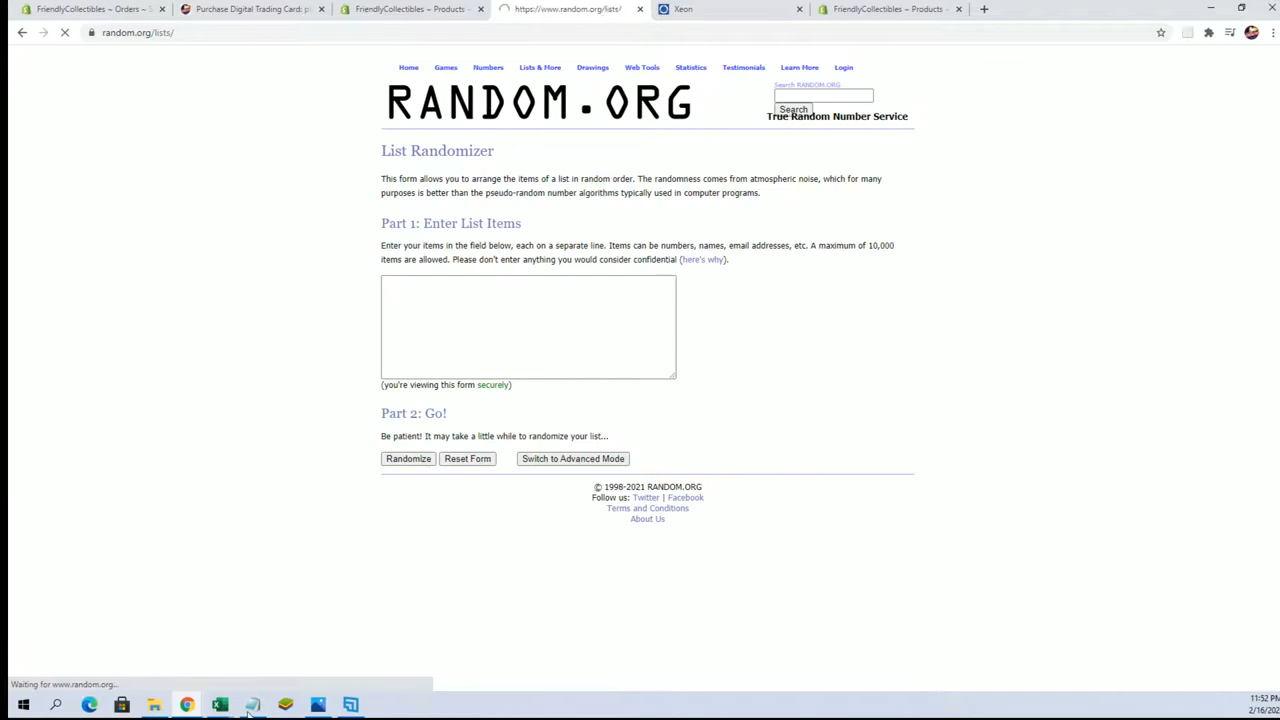 FriendlyCollectibles ~ Orders ~ S
Purchase Digital Trading Card: pl
FriendlyCollectibles ~ Products ~
https://www.random.org/lists/
Xeon
FriendlyCollectibles ~ Products ~
random.org/lists/
Home Games Numbers Lists & More Drawings Web Tools Statistics Testimonials Learn More Login
RANDOM.ORG
Search RANDOM.ORG
Search
True Random Number Service
List Randomizer
This form allows you to arrange the items of a list in random order. The randomness comes from atmospheric noise, which for many
purposes is better than the pseudo-random number algorithms typically used in computer programs.
Part 1: Enter List Items
Enter your items in the field below, each on a separate line. Items can be numbers, names, email addresses, etc. A maximum of 10,000
items are allowed. Please don't enter anything you would consider confidential (here's why).
(you're viewing this form securely)
Part 2: Go!
Be patient! It may take a little while to randomize your list...
Randomize Reset Form Switch to Advanced Mode
© 1998-2021 RANDOM.ORG
Follow us: Twitter | Facebook
Terms and Conditions
About Us
Waiting for www.random.org...
11:52
2/16/202